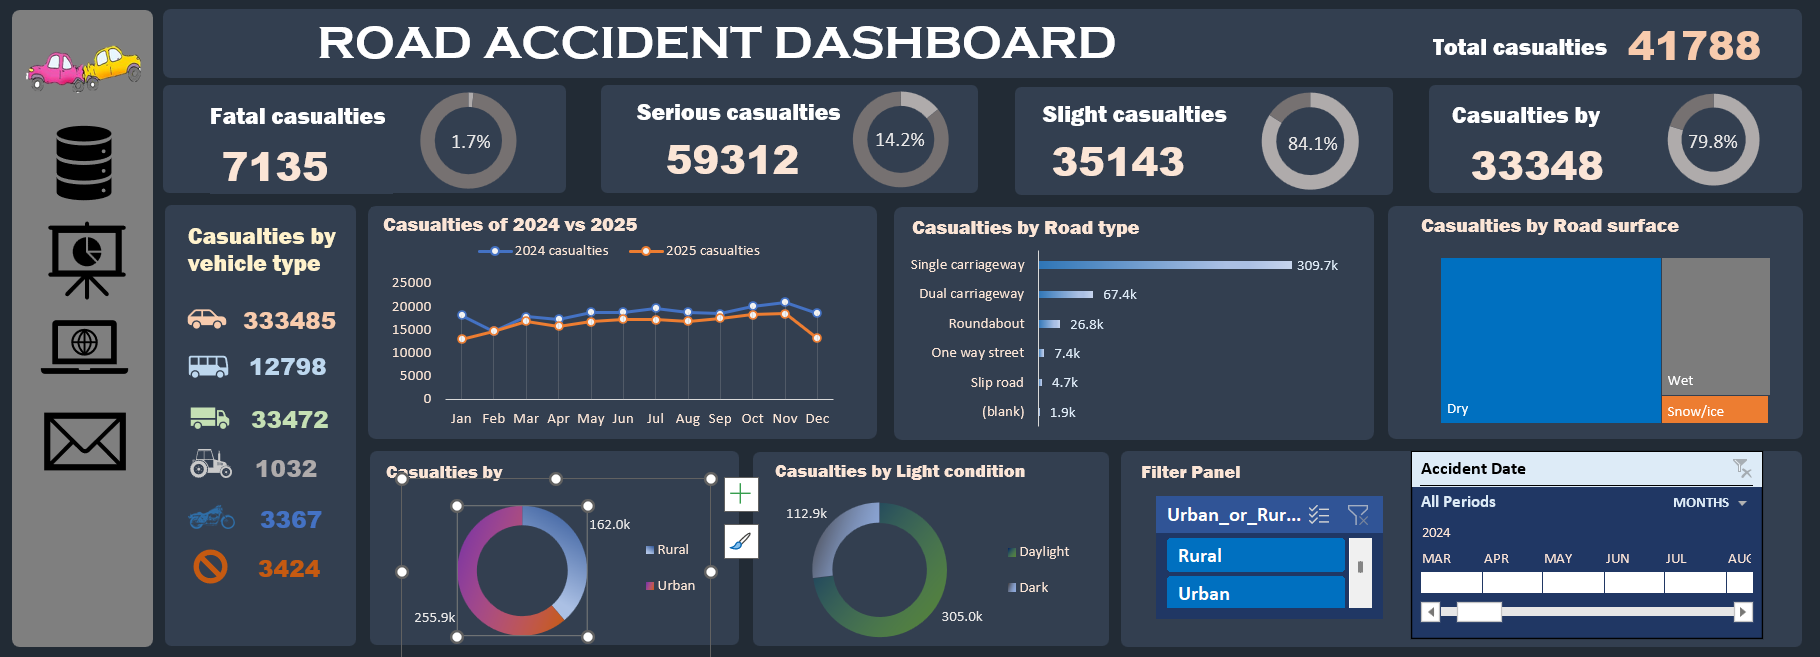 ROAD ACCIDENT DASHBOARD
Total casualties 41788
Fatal casualties
7135
1.7%
Serious casualties
59312
14.2%
Slight casualties
35143
84.1%
Casualties by
33348
79.8%
Casualties by
vehicle type
333485
12798
33472
1032
3367
3424
Casualties of 2024 vs 2025
2024 casualties 2025 casualties
25000
20000
15000
10000
5000
0
Jan Feb Mar Apr May Jun Jul Aug Sep Oct Nov Dec
Casualties by Road type
Single carriageway 309.7k
Dual carriageway 67.4k
Roundabout 26.8k
One way street 7.4k
Slip road 4.7k
(blank) 1.9k
Casualties by Road surface
Dry
Wet
Snow/ice
Casualties by
162.0k
255.9k
Rural
Urban
Casualties by Light condition
112.9k
305.0k
Daylight
Dark
Filter Panel
Urban_or_Rur...
Rural
Urban
Accident Date
All Periods MONTHS
2024
MAR APR MAY JUN JUL AUG